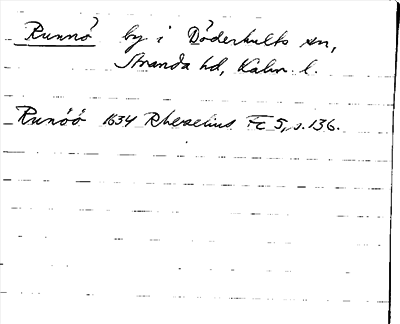 Runnö by i Döderhults sn,
Stranda hd, Kalm. l.
Runöö 1634 Rhezelius Fc 5, s. 136.